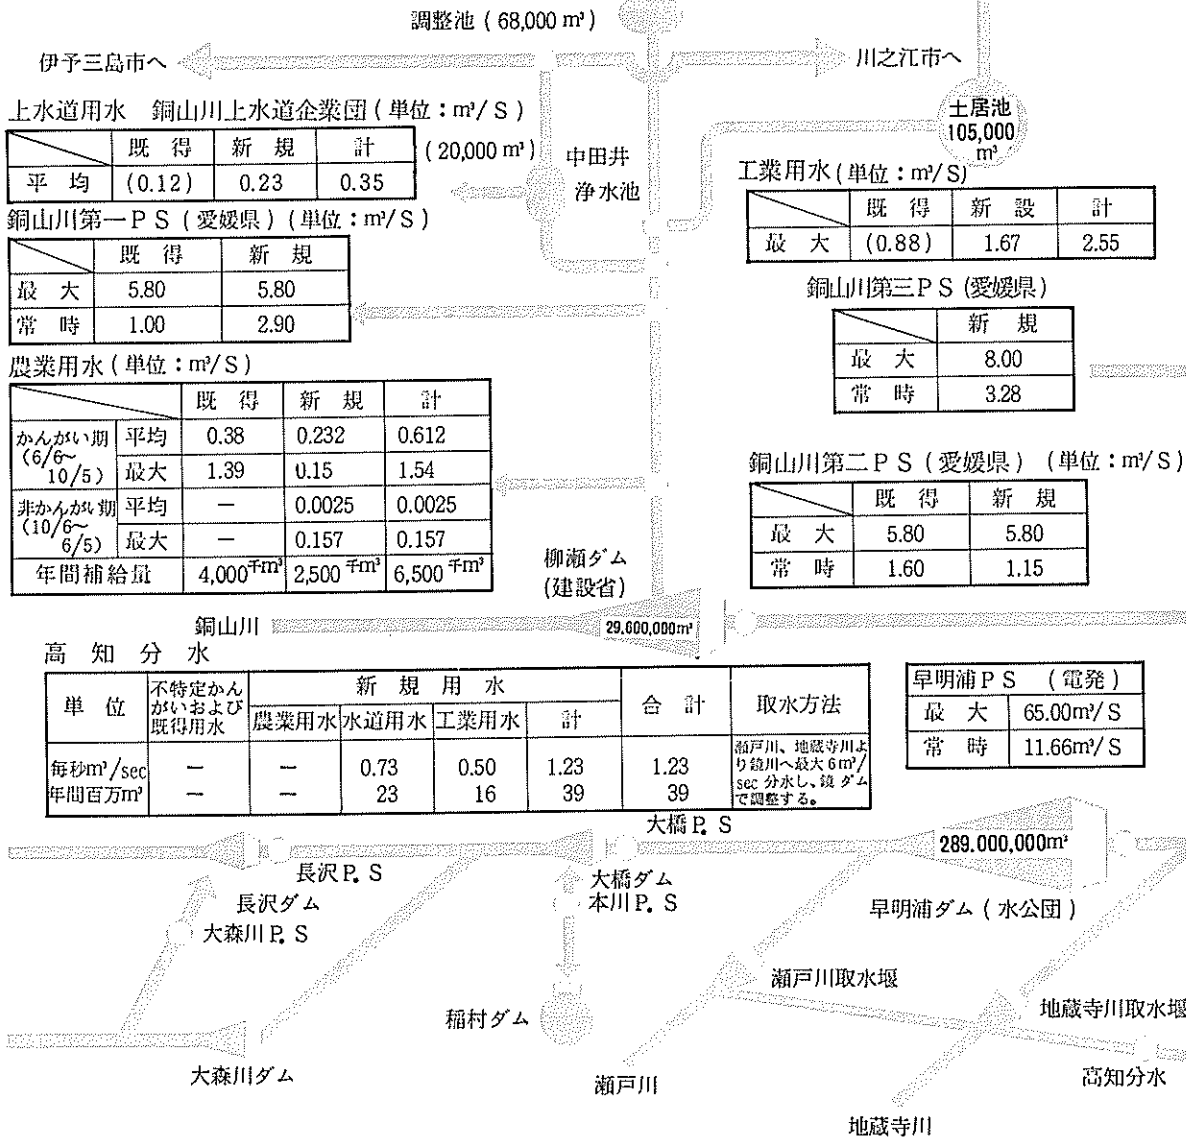 調整池 ( 68,000 m³ )
伊予三島市へ
川之江市へ
土居池
105,000
m³
上水道用水 銅山川上水道企業団 ( 単位：m³/ S )
既 得 新 規 計
平 均 (0.12) 0.23 0.35
( 20,000 m³ )
中田井
浄水池
工業用水 (単位：m³/ S)
既 得 新 設 計
最 大 (0.88) 1.67 2.55
銅山川第一P S ( 愛媛県 ) (単位：m³/ S )
既 得 新 規
最 大 5.80 5.80
常 時 1.00 2.90
銅山川第三P S (愛媛県)
新 規
最 大 8.00
常 時 3.28
農業用水 ( 単位：m³/ S)
既 得 新 規 計
かんがい期
(6/6～
10/5)
平均 0.38 0.232 0.612
最大 1.39 0.15 1.54
非かんがい期
(10/6～
6/5)
平均 － 0.0025 0.0025
最大 － 0.157 0.157
年間補給量 4,000千m³ 2,500千m³ 6,500千m³
銅山川第二P S ( 愛媛県 ) (単位：m³/ S)
既 得 新 規
最 大 5.80 5.80
常 時 1.60 1.15
柳瀬ダム
(建設省)
銅山川
29,600,000m³
高 知 分 水
単 位
不特定かん
がいおよび
既得用水
新 規 用 水
農業用水 水道用水 工業用水 計
合 計
取水方法
毎秒m³/sec － － 0.73 0.50 1.23 1.23
年間百万m³ － － 23 16 39 39
瀬戸川、地蔵寺川よ
り鏡川へ最大6m³/
sec 分水し、鏡ダム
で調整する。
早明浦P S ( 電発 )
最 大 65.00m³/ S
常 時 11.66m³/ S
大橋P. S
289.000,000m³
長沢P. S
長沢ダム
大森川P. S
大橋ダム
本川P. S
早明浦ダム ( 水公団 )
瀬戸川取水堰
地蔵寺川取水堰
稲村ダム
大森川ダム
瀬戸川
高知分水
地蔵寺川